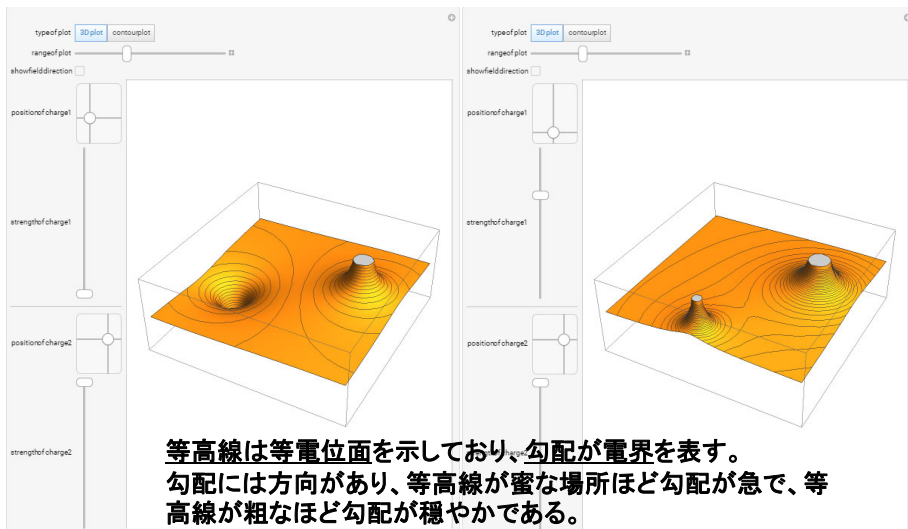 typeof plot 3D plot contourplot
rangeof plot
showfielddirection
positionof charge1
strengthof charge1
positionof charge2
strengthof charge2
typeof plot 3D plot contourplot
rangeof plot
showfielddirection
positionof charge1
strengthof charge1
positionof charge2
strengthof charge2
等高線は等電位面を示しており、勾配が電界を表す。
勾配には方向があり、等高線が蜜な場所ほど勾配が急で、等
高線が粗なほど勾配が穏やかである。